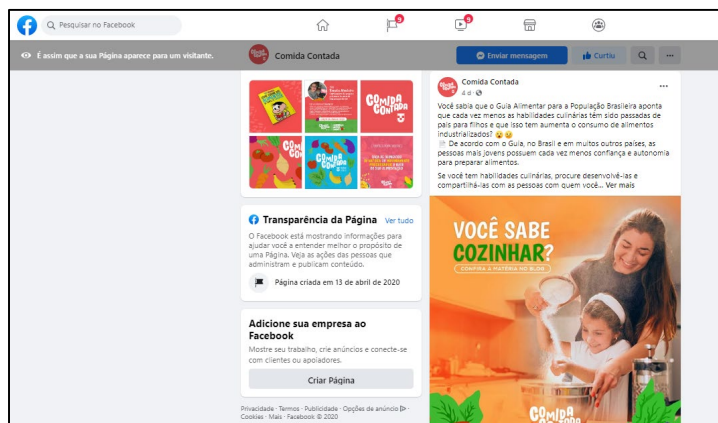 Pesquisar no Facebook
9
9
É assim que a sua Página aparece para um visitante.
Comida Contada
Enviar mensagem
Curtiu
COMIDA
CONTADA
Transparência da Página
Ver tudo
O Facebook está mostrando informações para
ajudar você a entender melhor o propósito de
uma Página. Veja as ações das pessoas que
administram e publicam conteúdo.
Página criada em 13 de abril de 2020
Adicione sua empresa ao
Facebook
Mostre seu trabalho, crie anúncios e conecte-se
com clientes ou apoiadores.
Criar Página
Privacidade · Termos · Publicidade · Opções de anúncio ·
Cookies · Mais · Facebook © 2020
Comida Contada
4 d ·
Você sabia que o Guia Alimentar para a População Brasileira aponta
que cada vez menos as habilidades culinárias têm sido passadas de
pais para filhos e que isso tem aumenta o consumo de alimentos
industrializados?
De acordo com o Guia, no Brasil e em muitos outros países, as
pessoas mais jovens possuem cada vez menos confiança e autonomia
para preparar alimentos.
Se você tem habilidades culinárias, procure desenvolvê-las e
compartilhá-las com as pessoas com quem você... Ver mais
VOCÊ SABE
COZINHAR?
CONFIRA A MATÉRIA NO BLOG
COMIDA